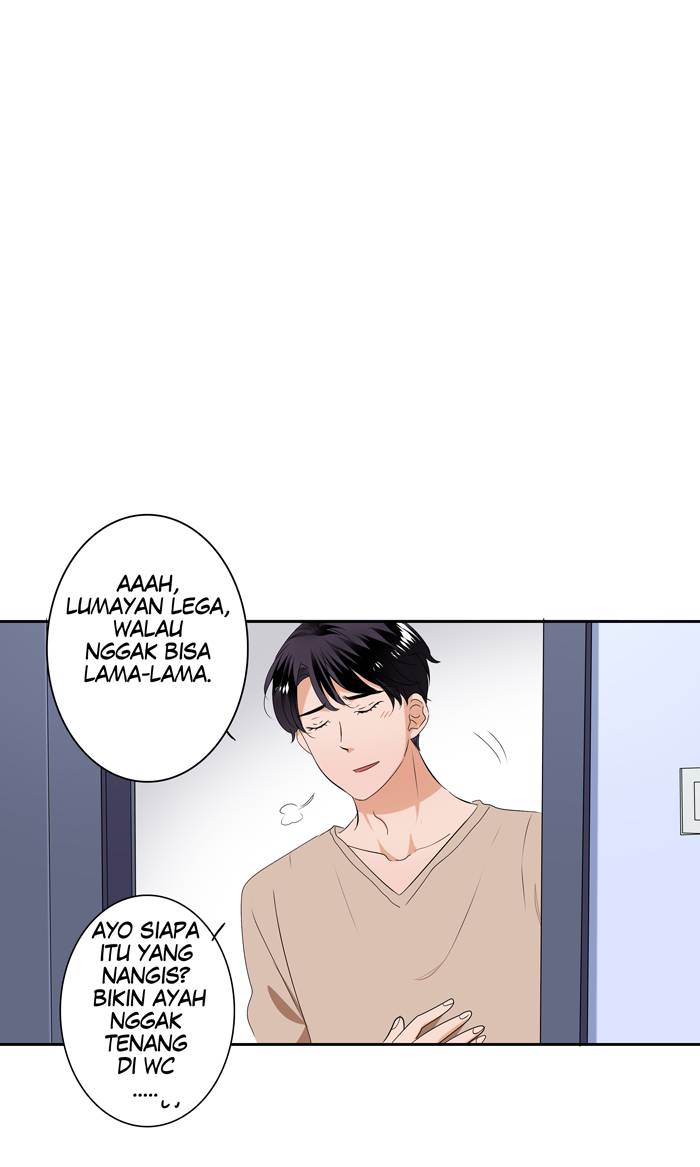 AAAH,
LUMAYAN LEGA,
WALAU
NGGAK BISA
LAMA-LAMA.
AYO SIAPA
ITU YANG
NANGIS?
BIKIN AYAH
NGGAK
TENANG
DI WC
.....